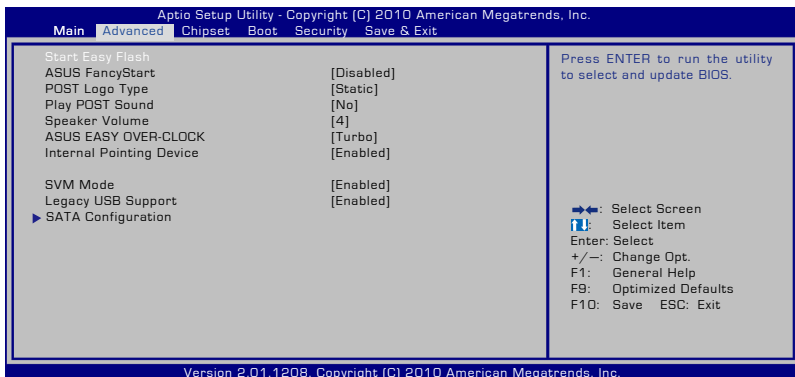 Aptio Setup Utility - Copyright (C) 2010 American Megatrends, Inc.
Main Advanced Chipset Boot Security Save & Exit
Start Easy Flash
ASUS FancyStart [Disabled]
POST Logo Type [Static]
Play POST Sound [No]
Speaker Volume [4]
ASUS EASY OVER-CLOCK [Turbo]
Internal Pointing Device [Enabled]
SVM Mode [Enabled]
Legacy USB Support [Enabled]
SATA Configuration
Press ENTER to run the utility
to select and update BIOS.
→←: Select Screen
↑↓: Select Item
Enter: Select
+/—: Change Opt.
F1: General Help
F9: Optimized Defaults
F10: Save ESC: Exit
Version 2.01.1208. Copyright (C) 2010 American Megatrends, Inc.